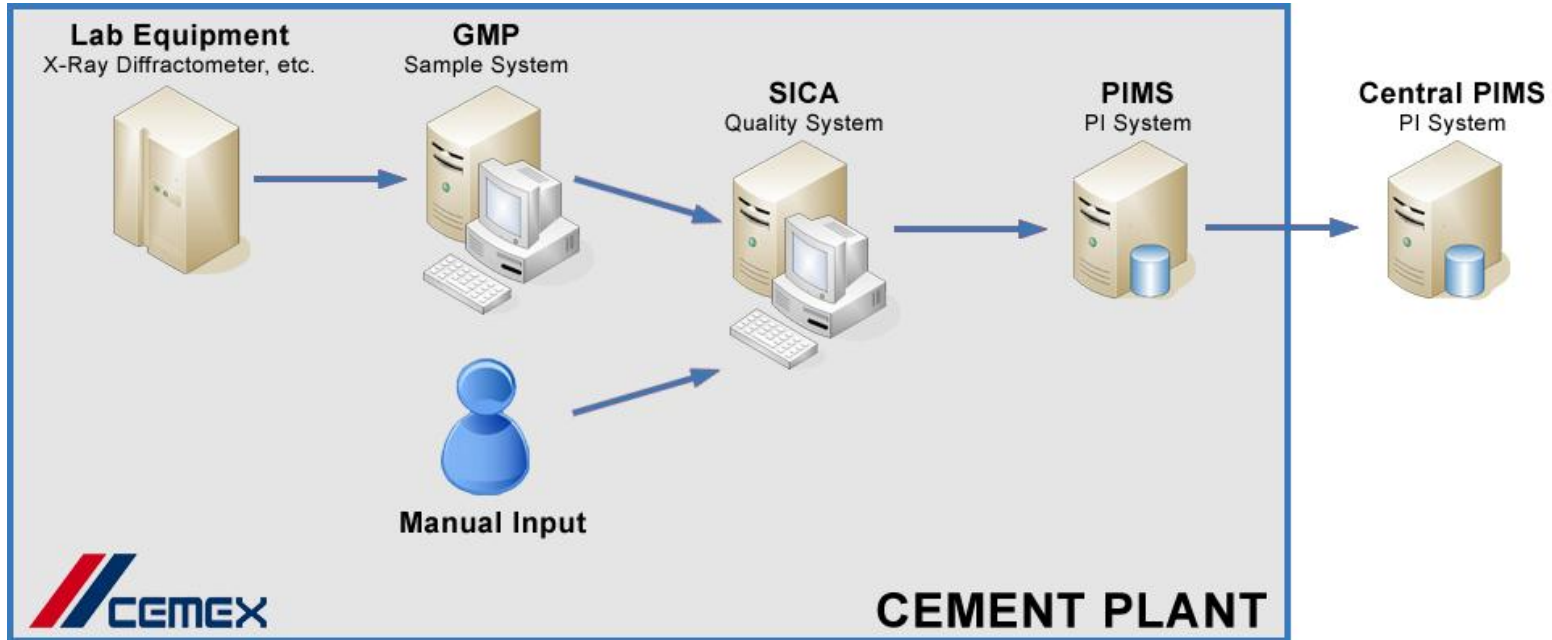 Lab Equipment
X-Ray Diffractometer, etc.
GMP
Sample System
SICA
Quality System
PIMS
PI System
Central PIMS
PI System
Manual Input
CEMEX
CEMENT PLANT